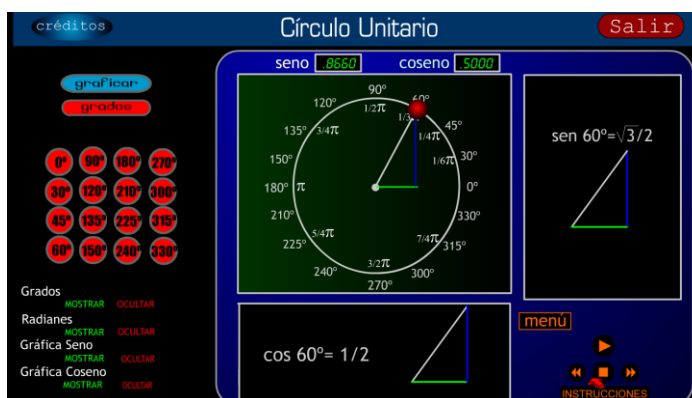 créditos
Círculo Unitario
Salir
seno .8660 coseno .5000
graficar
grados
0º 90º 180º 270º
30º 120º 210º 300º
45º 135º 225º 315º
60º 150º 240º 330º
Grados
MOSTRAR OCULTAR
Radianes
MOSTRAR OCULTAR
Gráfica Seno
MOSTRAR OCULTAR
Gráfica Coseno
MOSTRAR OCULTAR
90º
120º 1/2π 60º
135º 3/4π 1/3 1/4π 45º
150º 1/6π 30º
180º π 0º
210º 330
225º 5/4π 7/4π 315º
240º 3/2π 300º
270º
sen 60º=√3/2
cos 60º= 1/2
menú
INSTRUCCIONES